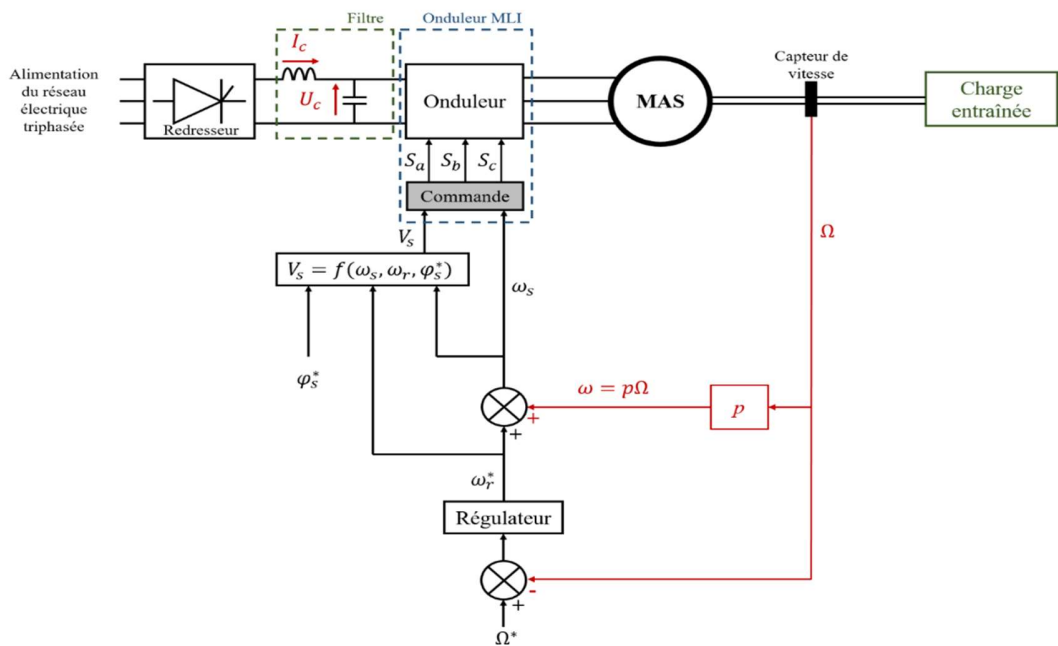 Filtre
Onduleur MLI
I_c
Capteur de
vitesse
Alimentation
du réseau
électrique
triphasée
U_c
Onduleur
MAS
Charge
entraînée
Redresseur
S_a S_b S_c
Commande
V_s
Ω
V_s = f(ω_s, ω_r, φ_s^*)
ω_s
φ_s^*
ω = pΩ
p
+
+
ω_r^*
Régulateur
+
-
Ω*